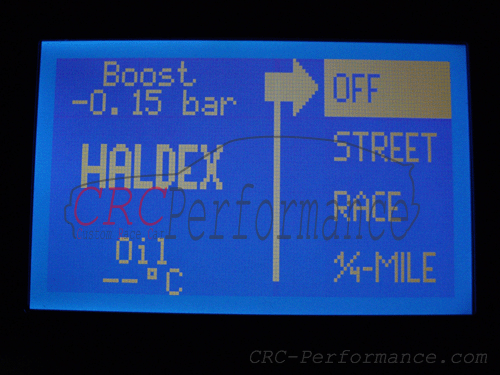 Boost
-0.15 bar
HALDEX
Oil
--°C
OFF
STREET
RACE
¼-MILE
CRCPerformance
CRC-Performance.com